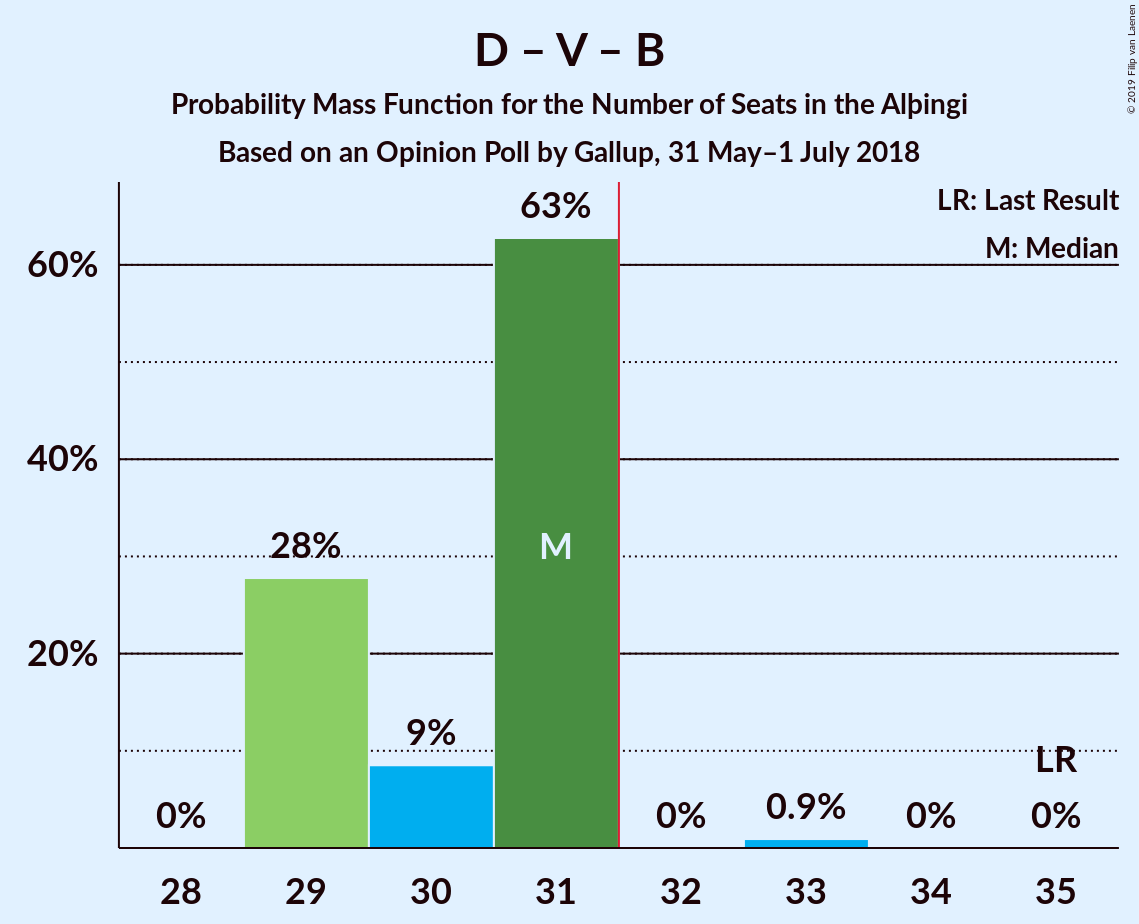 D – V – B
Probability Mass Function for the Number of Seats in the Alþingi
Based on an Opinion Poll by Gallup, 31 May–1 July 2018
© 2019 Filip van Laenen
LR: Last Result
M: Median
63%
60%
40%
M
28%
20%
9%
LR
0%
0%
0.9%
0%
0%
28 29 30 31 32 33 34 35